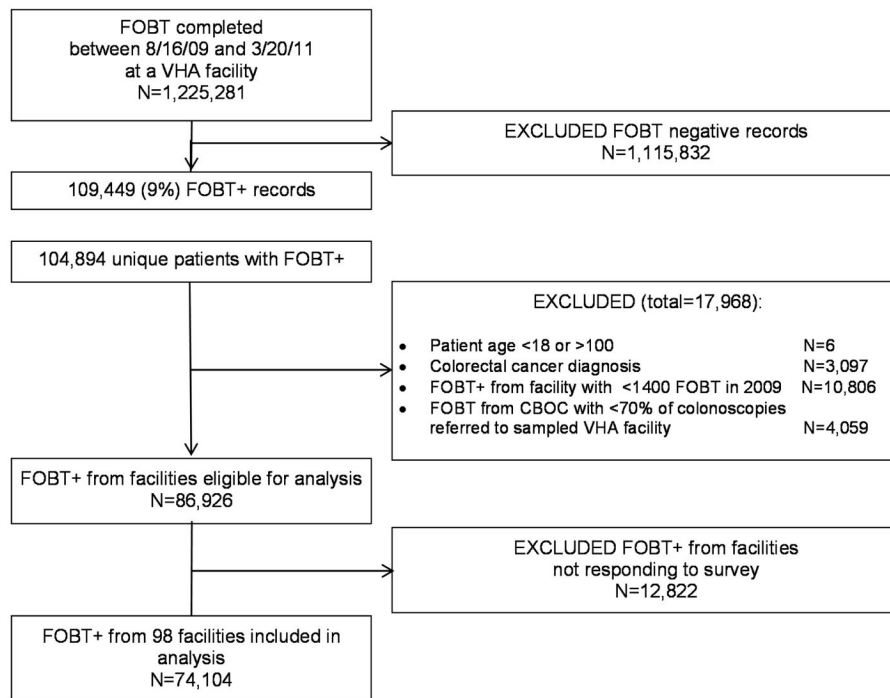 FOBT completed
between 8/16/09 and 3/20/11
at a VHA facility
N=1,225,281
EXCLUDED FOBT negative records
N=1,115,832
109,449 (9%) FOBT+ records
104,894 unique patients with FOBT+
EXCLUDED (total=17,968):
• Patient age <18 or >100 N=6
• Colorectal cancer diagnosis N=3,097
• FOBT+ from facility with <1400 FOBT in 2009 N=10,806
• FOBT from CBOC with <70% of colonoscopies
referred to sampled VHA facility N=4,059
FOBT+ from facilities eligible for analysis
N=86,926
EXCLUDED FOBT+ from facilities
not responding to survey
N=12,822
FOBT+ from 98 facilities included in
analysis
N=74,104